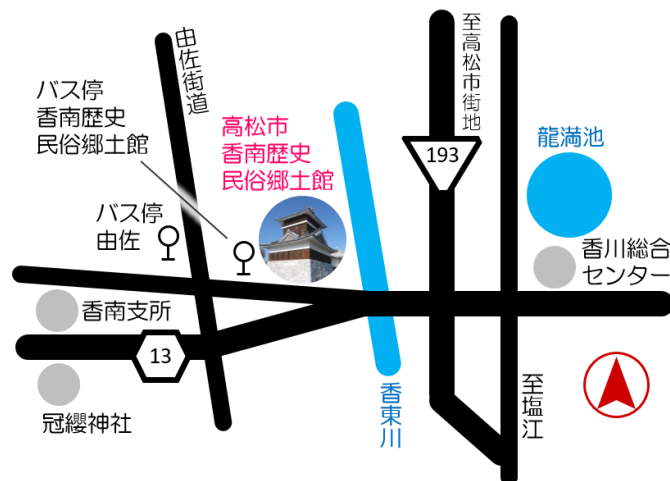 由佐街道
バス停
香南歴史
民俗郷土館
高松市
香南歴史
民俗郷土館
至高松市街地
193
龍満池
バス停
由佐
香川総合
センター
香南支所
13
冠纓神社
香東川
至塩江